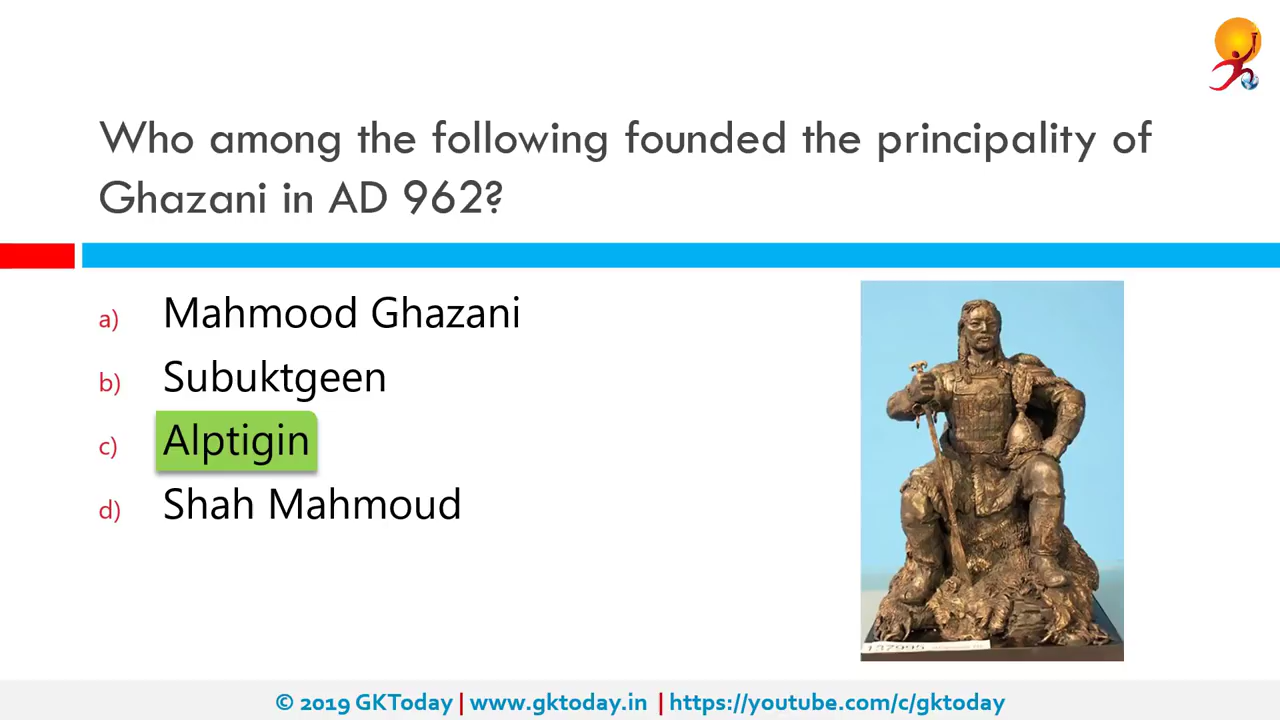 Who among the following founded the principality of
Ghazani in AD 962?
a) Mahmood Ghazani
b) Subuktgeen
c) Alptigin
d) Shah Mahmoud
137995
© 2019 GKToday | www.gktoday.in | https://youtube.com/c/gktoday